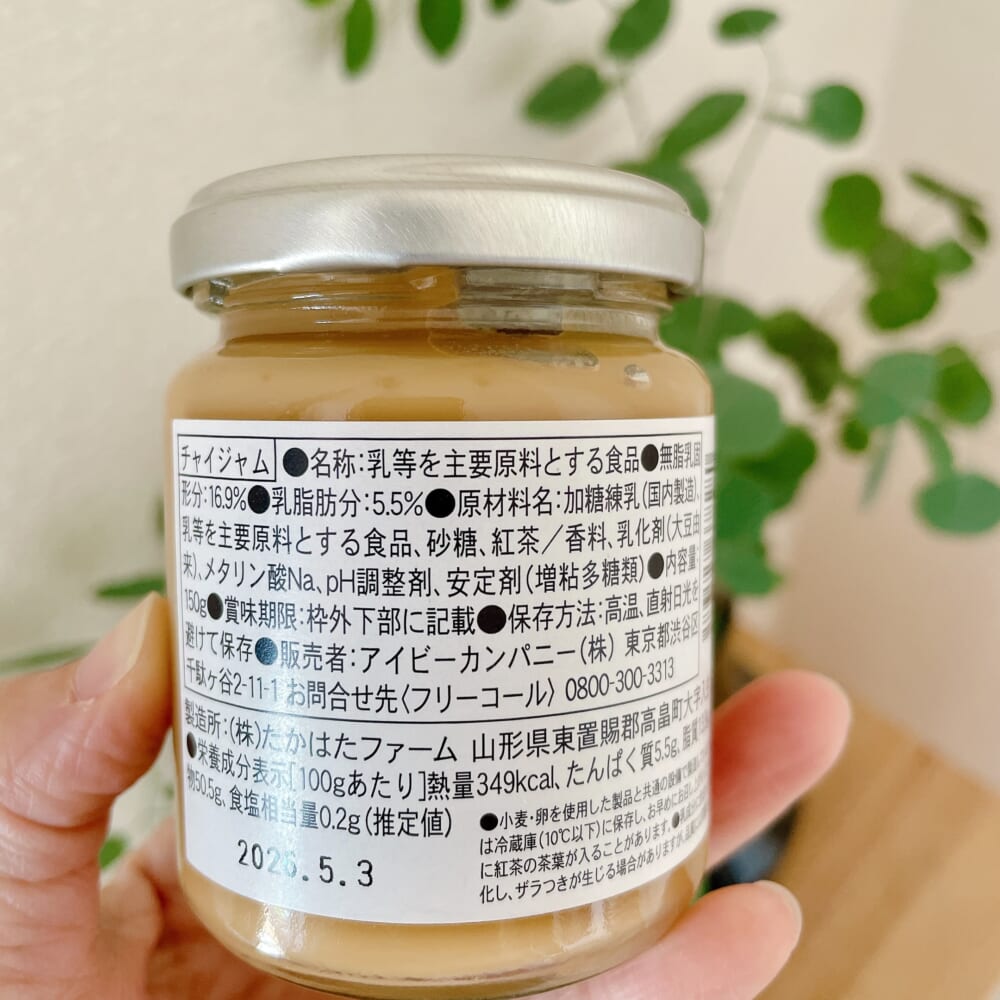 チャイジャム ●名称:乳等を主要原料とする食品●無脂乳固
形分:16.9%●乳脂肪分:5.5%●原材料名:加糖練乳(国内製造)、
乳等を主要原料とする食品、砂糖、紅茶/香料、乳化剤(大豆由
来)、メタリン酸Na、pH調整剤、安定剤(増粘多糖類)●内容量:
150g●賞味期限:枠外下部に記載●保存方法:高温、直射日光を
避けて保存●販売者:アイビーカンパニー(株) 東京都渋谷区
千駄ヶ谷2-11-1 お問合せ先〈フリーコール〉 0800-300-3313
製造所:(株)たかはたファーム 山形県東置賜郡高畠町大字
●栄養成分表示[100gあたり]熱量349kcal、たんぱく質5.5g、脂質
物50.5g、食塩相当量0.2g(推定値)
●小麦・卵を使用した製品と共通の設備で製造
は冷蔵庫(10℃以下)に保存し、お早めにお召し
に紅茶の茶葉が入ることがあります。
化し、ザラつきが生じる場合がありますが、品質
2026.5.3